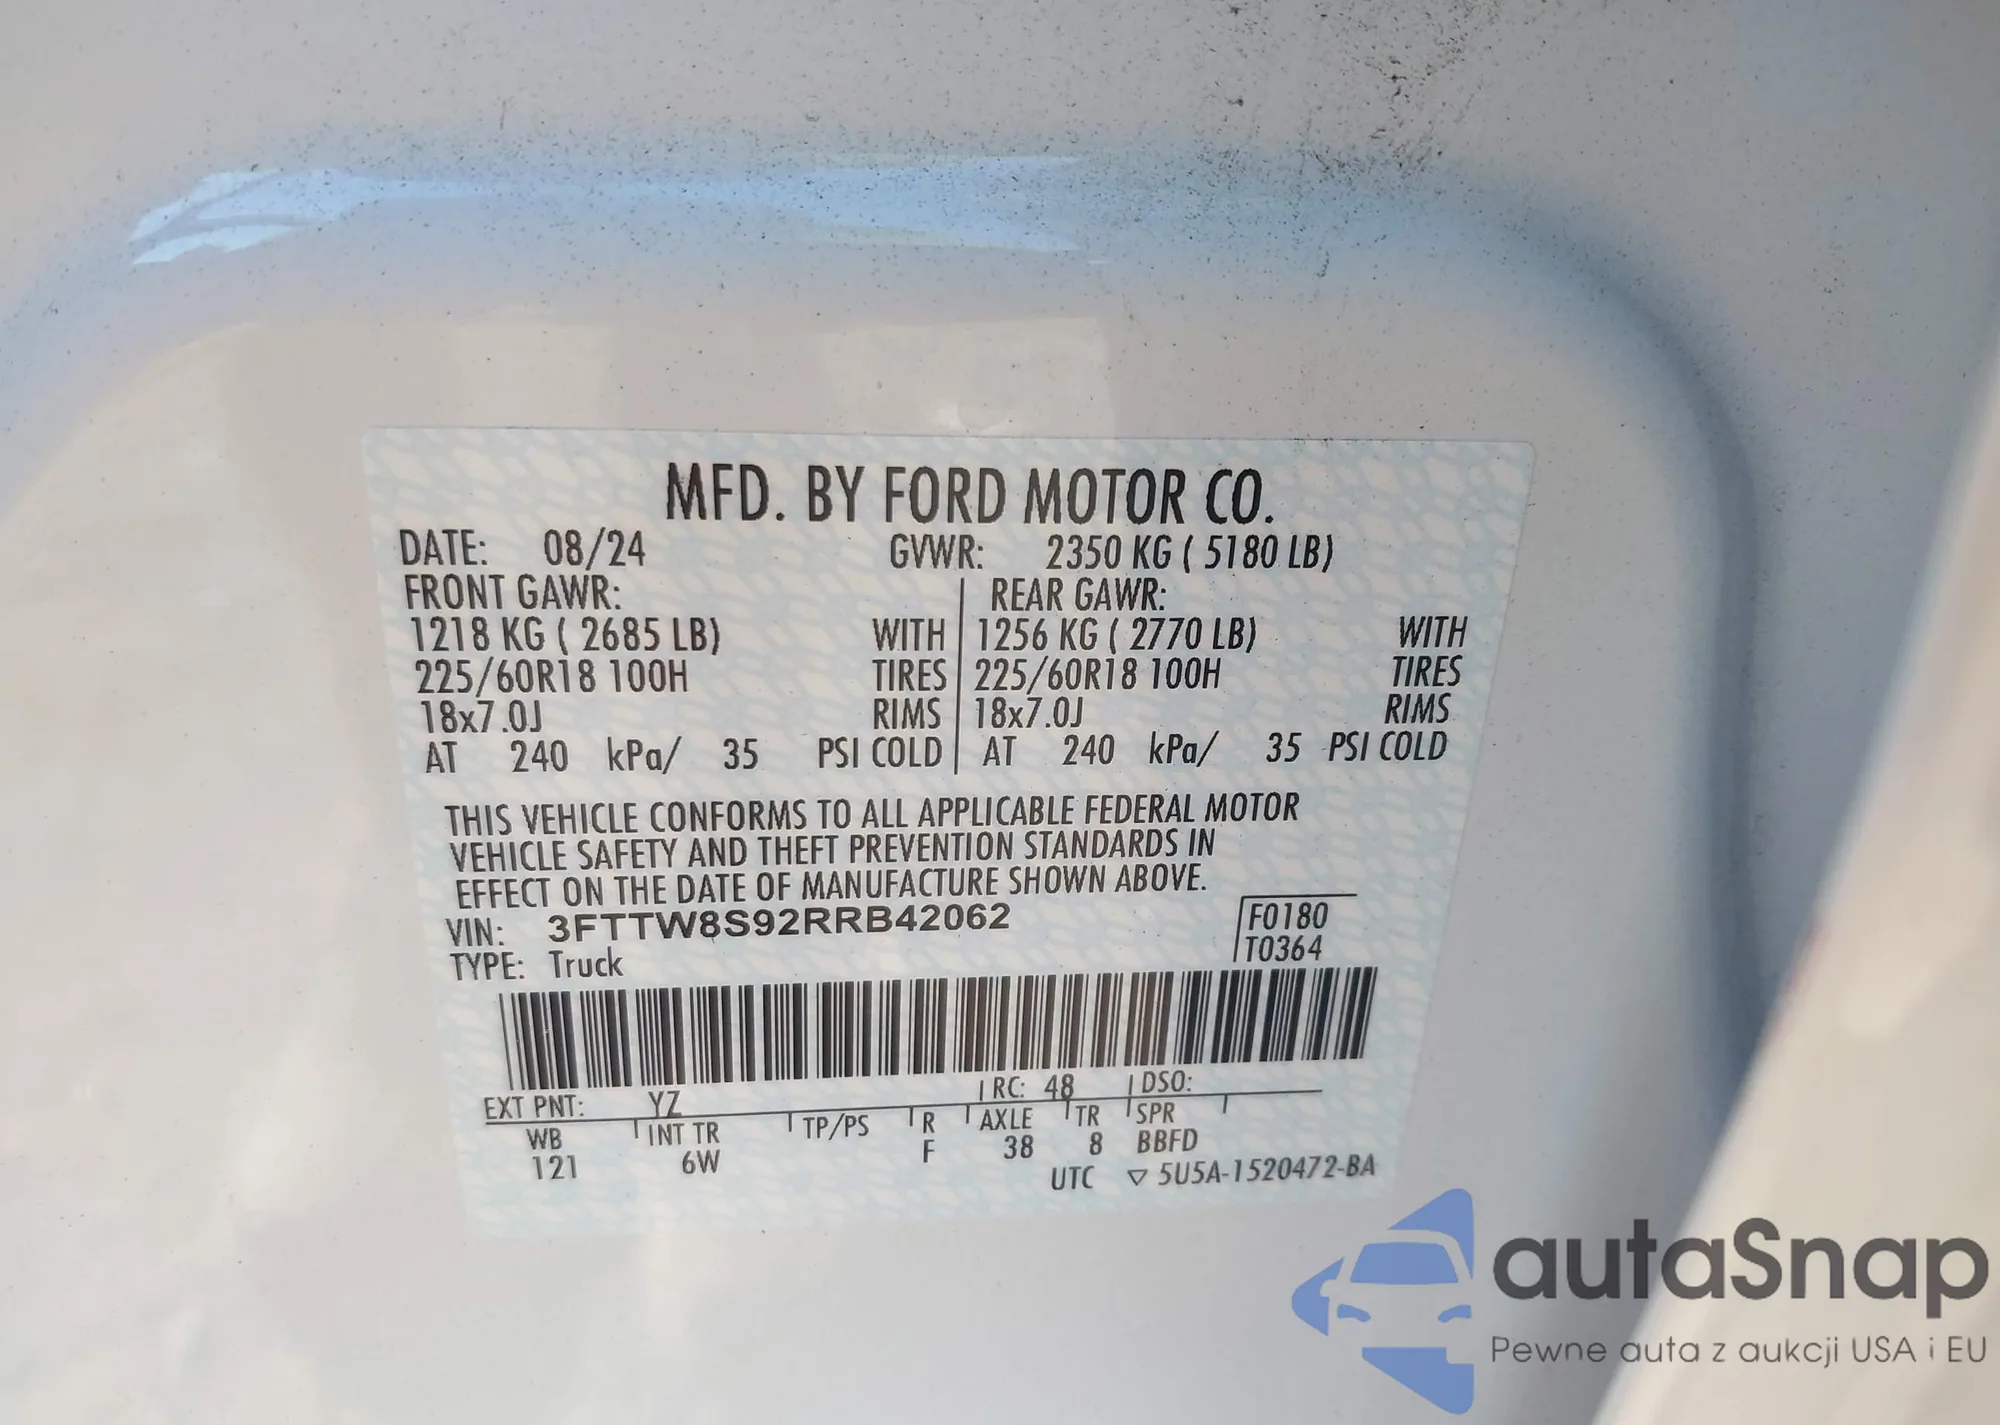 MFD. BY FORD MOTOR CO.
DATE: 08/24 GVWR: 2350 KG ( 5180 LB)
FRONT GAWR: REAR GAWR:
1218 KG ( 2685 LB) WITH 1256 KG ( 2770 LB) WITH
225/60R18 100H TIRES 225/60R18 100H TIRES
18x7.0J RIMS 18x7.0J RIMS
AT 240 kPa/ 35 PSI COLD AT 240 kPa/ 35 PSI COLD
THIS VEHICLE CONFORMS TO ALL APPLICABLE FEDERAL MOTOR
VEHICLE SAFETY AND THEFT PREVENTION STANDARDS IN
EFFECT ON THE DATE OF MANUFACTURE SHOWN ABOVE.
VIN: 3FTTW8S92RRB42062 F0180
TYPE: Truck T0364
EXT PNT: YZ RC: 48 DSO:
WB INT TR TP/PS R AXLE TR SPR
121 6W F 38 8 BBFD
UTC ▽ 5U5A-1520472-BA
autaSnap
Pewne auta z aukcji USA i EU